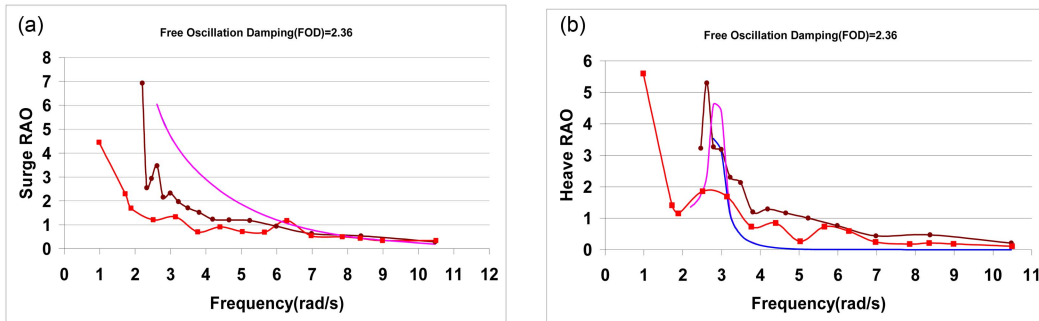 (a)
Free Oscillation Damping(FOD)=2.36
Surge RAO
8
7
6
5
4
3
2
1
0
0 1 2 3 4 5 6 7 8 9 10 11 12
Frequency(rad/s)
(b)
Free Oscillation Damping(FOD)=2.36
Heave RAO
6
5
4
3
2
1
0
0 1 2 3 4 5 6 7 8 9 10 11
Frequency(rad/s)